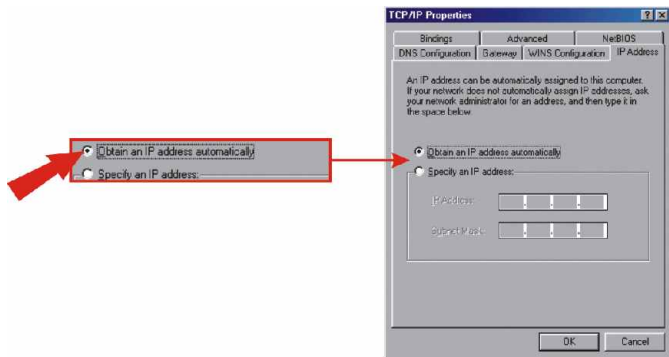 TCP/IP Properties
Bindings Advanced NetBIOS
DNS Configuration Gateway WINS Configuration IP Address
An IP address can be automatically assigned to this computer.
If your network does not automatically assign IP addresses, ask
your network administrator for an address, and then type it in
the space below.
Obtain an IP address automatically
Specify an IP address:
Obtain an IP address automatically
Specify an IP address:
IP Address:
Subnet Mask:
OK Cancel